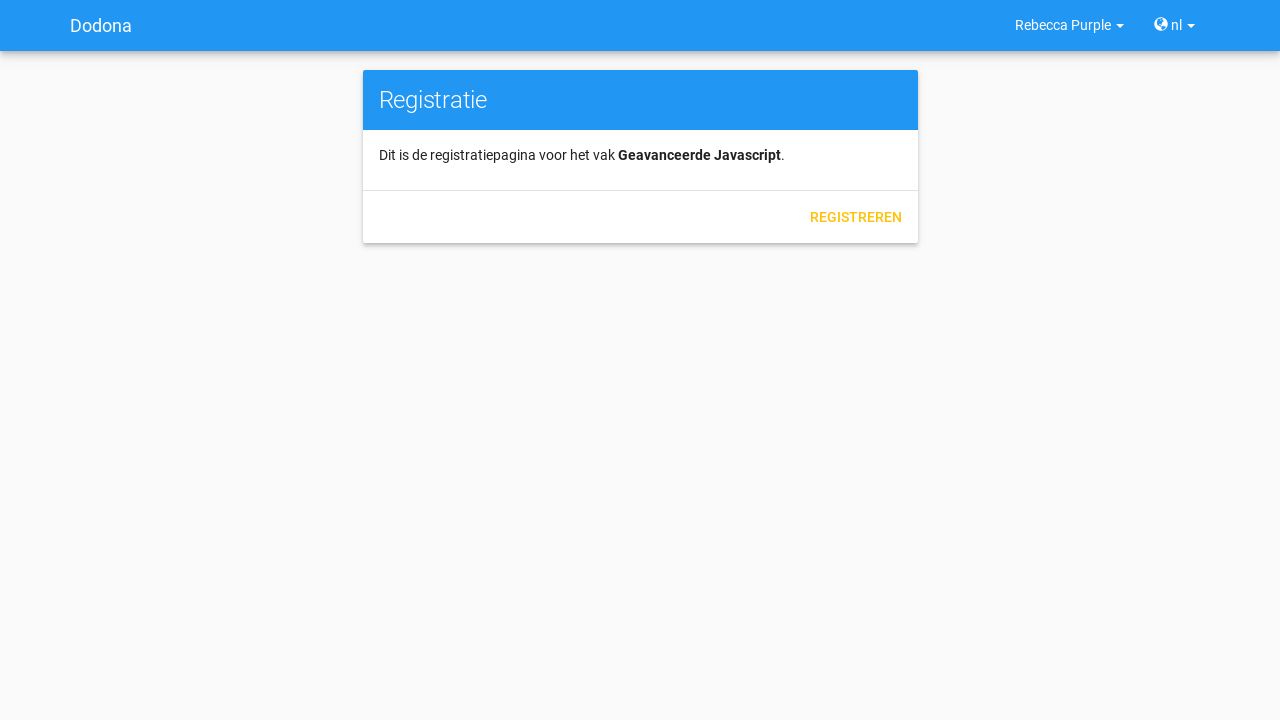 Dodona
Rebecca Purple
nl
Registratie
Dit is de registratiepagina voor het vak Geavanceerde Javascript.
REGISTREREN